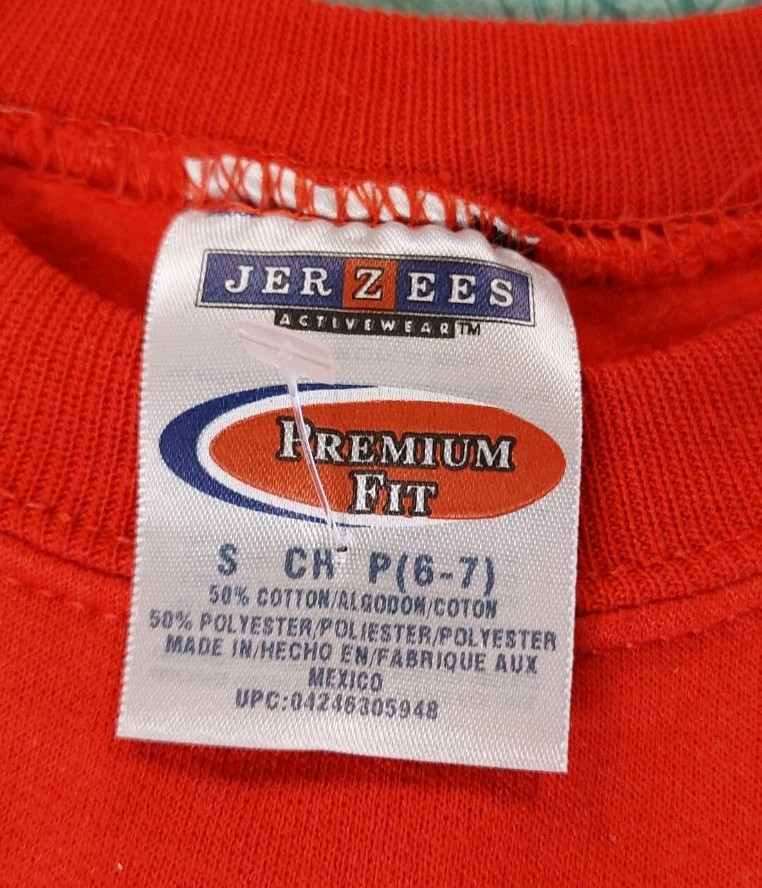 JERZEES
ACTIVEWEAR™
PREMIUM
FIT
S CH P(6-7)
50% COTTON/ALGODON/COTON
50% POLYESTER/POLIESTER/POLYESTER
MADE IN/HECHO EN/FABRIQUE AUX
MEXICO
UPC:04246305948